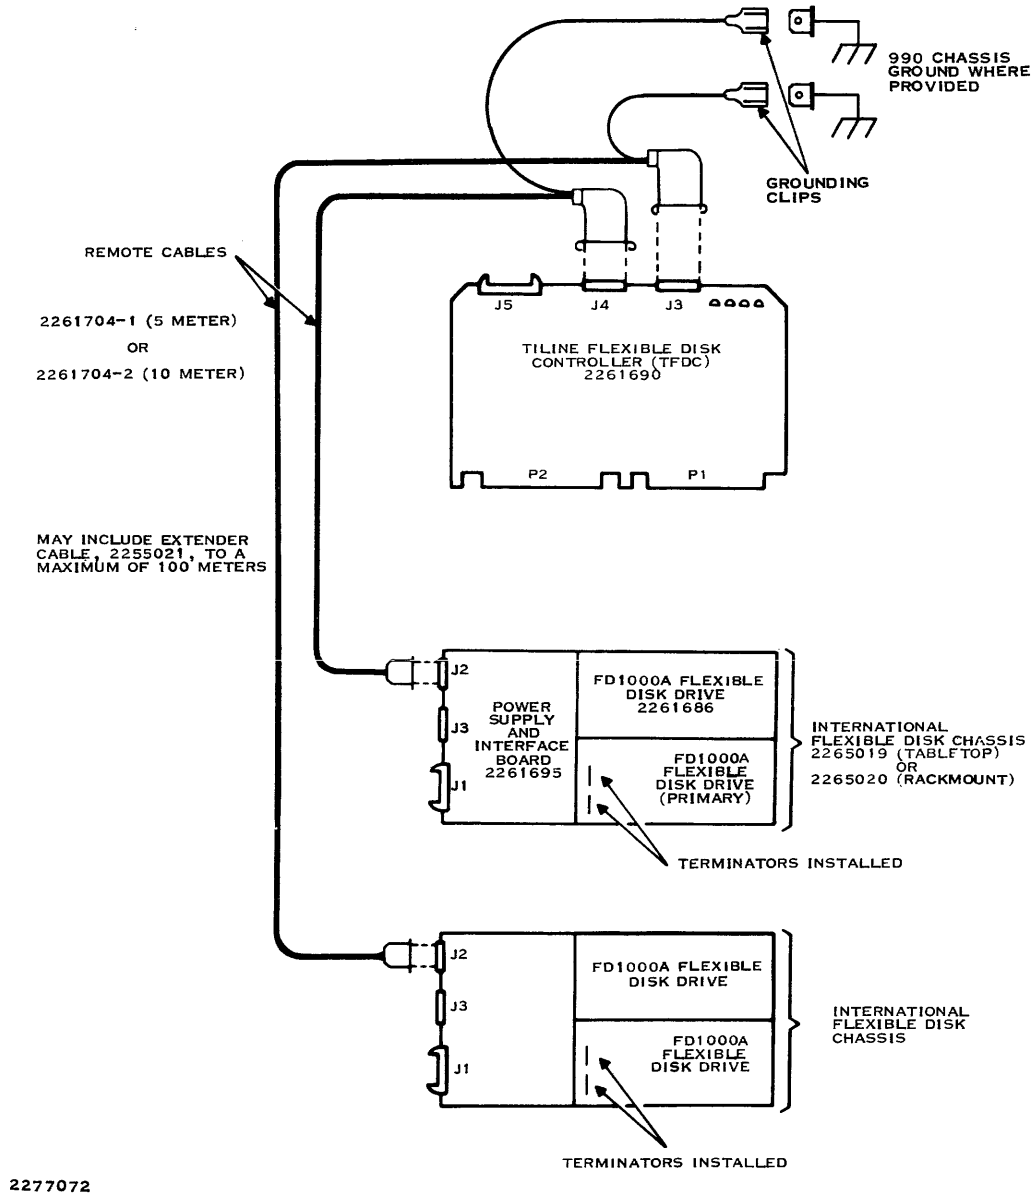 990 CHASSIS
GROUND WHERE
PROVIDED
GROUNDING
CLIPS
REMOTE CABLES
2261704-1 (5 METER)
OR
2261704-2 (10 METER)
J5
J4
J3
TILINE FLEXIBLE DISK
CONTROLLER (TFDC)
2261690
P2
P1
MAY INCLUDE EXTENDER
CABLE, 2255021, TO A
MAXIMUM OF 100 METERS
J2
J3
J1
POWER
SUPPLY
AND
INTERFACE
BOARD
2261695
FD1000A FLEXIBLE
DISK DRIVE
2261686
FD1000A
FLEXIBLE
DISK DRIVE
(PRIMARY)
INTERNATIONAL
FLEXIBLE DISK CHASSIS
2265019 (TABLETOP)
OR
2265020 (RACKMOUNT)
TERMINATORS INSTALLED
J2
J3
J1
FD1000A FLEXIBLE
DISK DRIVE
FD1000A
FLEXIBLE
DISK DRIVE
INTERNATIONAL
FLEXIBLE DISK
CHASSIS
TERMINATORS INSTALLED
2277072